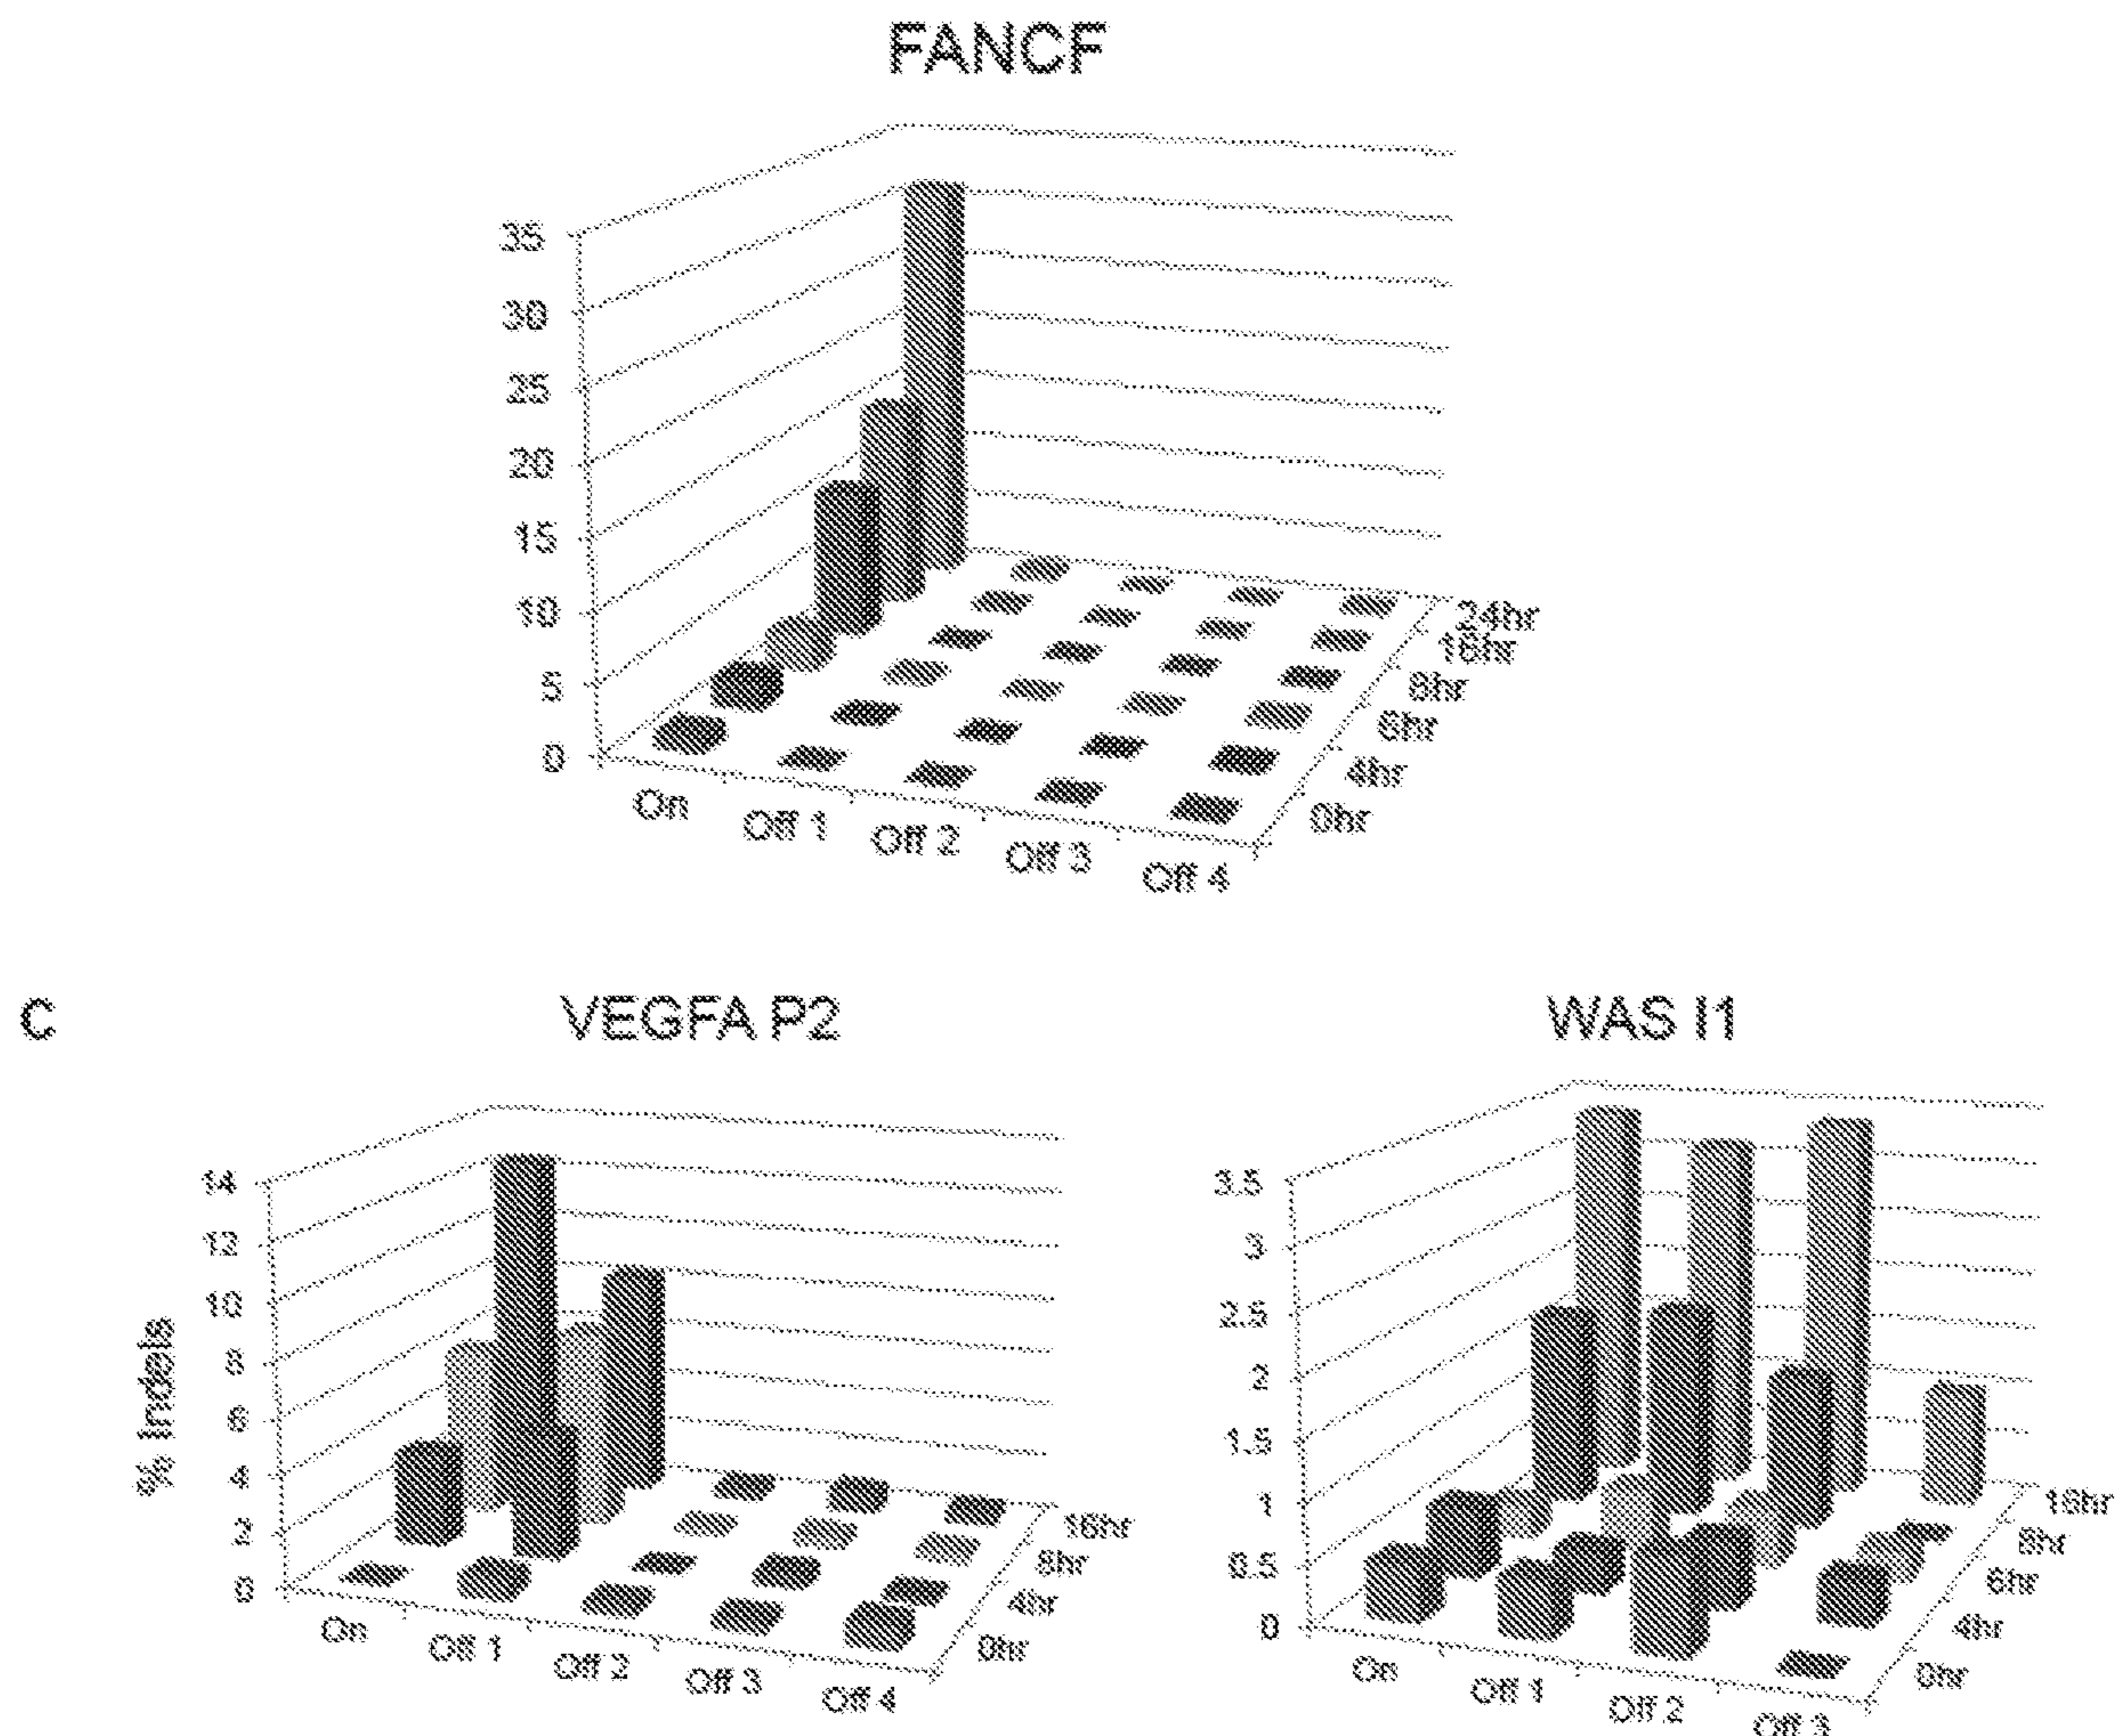 FANCF
35
30
25
20
15
10
5
0
On
Off 1
Off 2
Off 3
Off 4
0hr
4hr
6hr
8hr
16hr
24hr
C
VEGFA P2
% Indels
14
12
10
8
6
4
2
0
On
Off 1
Off 2
Off 3
Off 4
0hr
4hr
8hr
16hr
WAS I1
3.5
3
2.5
2
1.5
1
0.5
0
On
Off 1
Off 2
Off 3
0hr
4hr
6hr
8hr
16hr